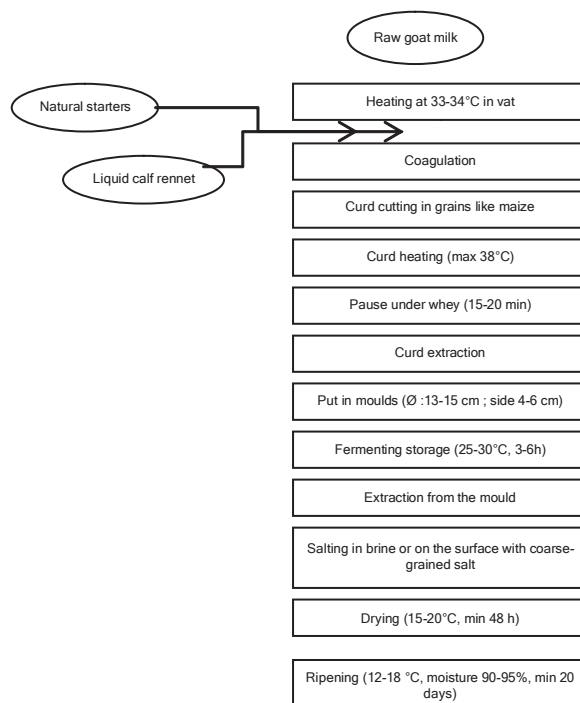 Raw goat milk
Heating at 33-34°C in vat
Natural starters
Coagulation
Liquid calf rennet
Curd cutting in grains like maize
Curd heating (max 38°C)
Pause under whey (15-20 min)
Curd extraction
Put in moulds (Ø :13-15 cm ; side 4-6 cm)
Fermenting storage (25-30°C, 3-6h)
Extraction from the mould
Salting in brine or on the surface with coarse-
grained salt
Drying (15-20°C, min 48 h)
Ripening (12-18 °C, moisture 90-95%, min 20
days)